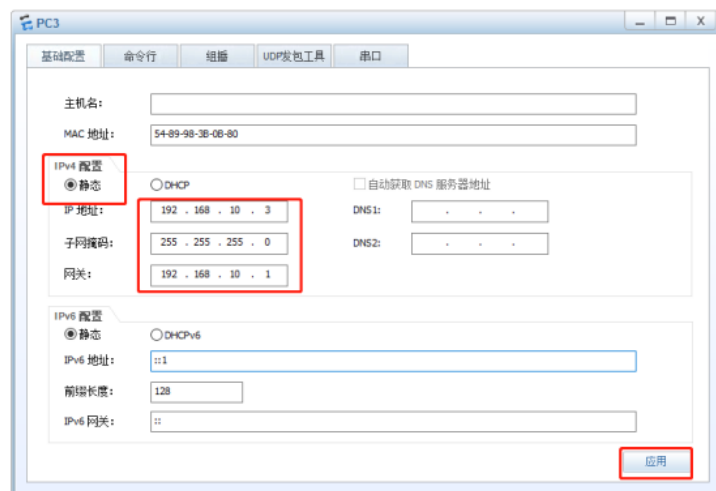 PC3
基础配置 命令行 组播 UDP发包工具 串口
主机名:
MAC 地址: 54-89-98-3B-0B-80
IPv4 配置
静态 DHCP 自动获取 DNS 服务器地址
IP 地址: 192 . 168 . 10 . 3 DNS1: . . .
子网掩码: 255 . 255 . 255 . 0 DNS2: . . .
网关: 192 . 168 . 10 . 1
IPv6 配置
静态 DHCPv6
IPv6 地址: ::1
前缀长度: 128
IPv6 网关: ::
应用